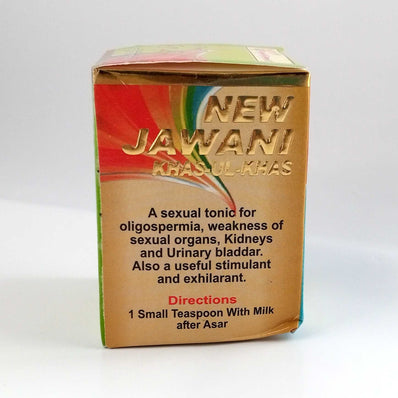 NEW
JAWANI
KHAS-UL-KHAS
A sexual tonic for
oligospermia, weakness of
sexual organs, Kidneys
and Urinary bladdar.
Also a useful stimulant
and exhilarant.
Directions
1 Small Teaspoon With Milk
after Asar